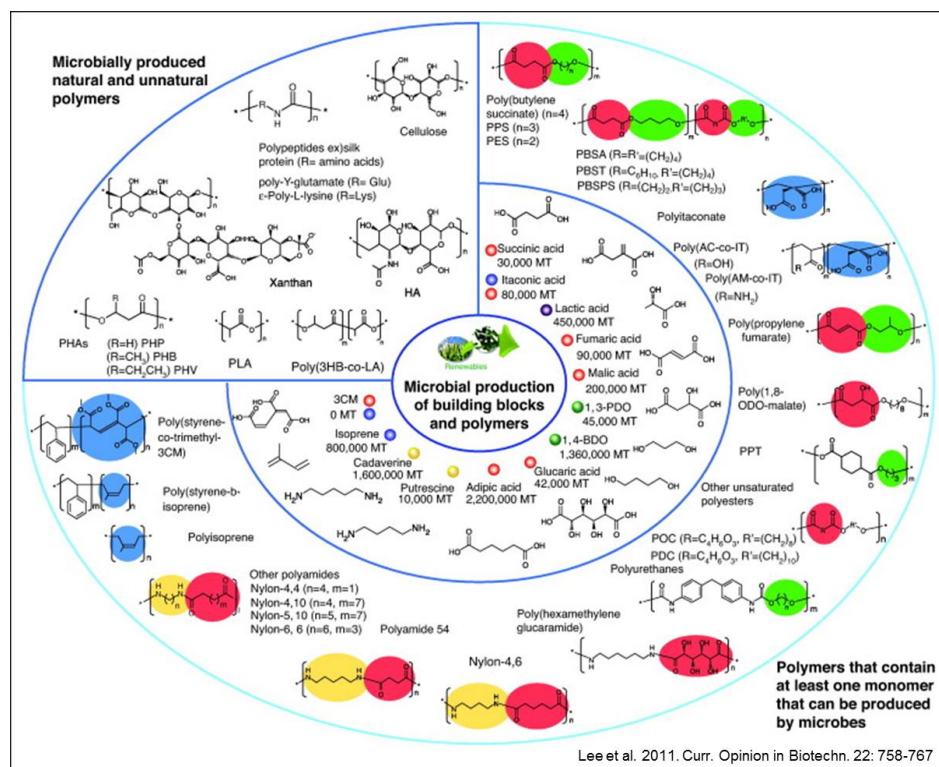 Microbially produced
natural and unnatural
polymers
Cellulose
Polypeptides ex)silk
protein (R= amino acids)
poly-Y-glutamate (R= Glu)
ε-Poly-L-lysine (R=Lys)
Xanthan
HA
PHAs
(R=H) PHP
(R=CH₃) PHB
(R=CH₂CH₃) PHV
PLA
Poly(3HB-co-LA)
Poly(butylene
succinate) (n=4)
PPS (n=3)
PES (n=2)
PBSA (R=R'=(CH₂)₄)
PBST (R=C₆H₁₀, R'=(CH₂)₄)
PBSPS (R=(CH₂)₂,R'=(CH₂)₃)
Polyitaconate
Poly(AC-co-IT)
(R=OH)
Poly(AM-co-IT)
(R=NH₂)
Poly(propylene
fumarate)
Poly(1,8-
ODO-malate)
PPT
Other unsaturated
polyesters
POC (R=C₄H₆O₃, R'=(CH₂)₈)
PDC (R=C₄H₆O₃, R'=(CH₂)₁₀)
Polyurethanes
Poly(hexamethylene
glucaramide)
Nylon-4,6
Polyamide 54
Other polyamides
Nylon-4,4 (n=4, m=1)
Nylon-4,10 (n=4, m=7)
Nylon-5, 10 (n=5, m=7)
Nylon-6, 6 (n=6, m=3)
Polyisoprene
Poly(styrene-b-
isoprene)
Poly(styrene-
co-trimethyl-
3CM)
Succinic acid
30,000 MT
Itaconic acid
80,000 MT
Lactic acid
450,000 MT
Fumaric acid
90,000 MT
Malic acid
200,000 MT
1,3-PDO
45,000 MT
1,4-BDO
1,360,000 MT
Glucaric acid
42,000 MT
Adipic acid
2,200,000 MT
Putrescine
10,000 MT
Cadaverine
1,600,000 MT
Isoprene
800,000 MT
3CM
0 MT
Renewables
Microbial production
of building blocks
and polymers
Polymers that contain
at least one monomer
that can be produced
by microbes
Lee et al. 2011. Curr. Opinion in Biotechn. 22: 758-767